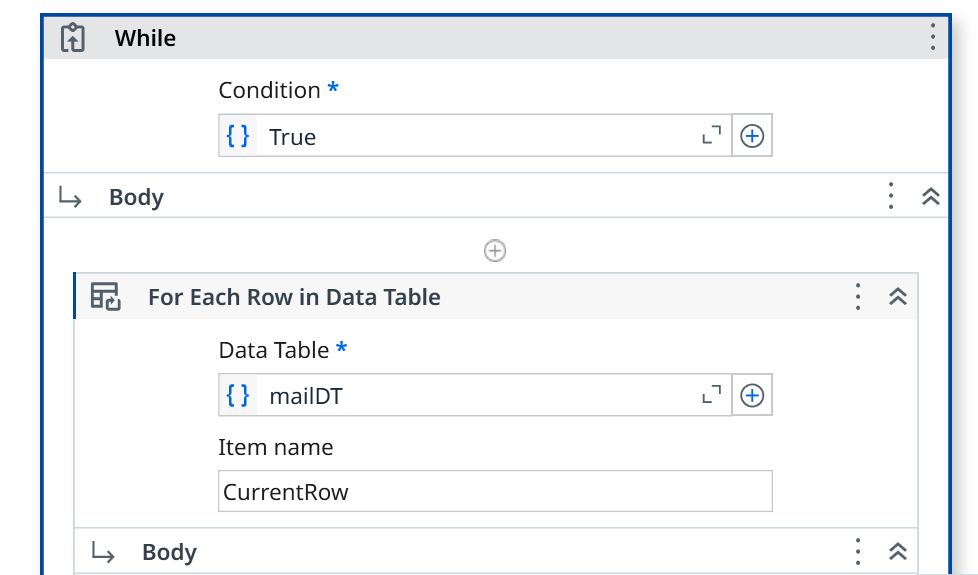 While
Condition *
{ } True
Body
For Each Row in Data Table
Data Table *
{ } mailDT
Item name
CurrentRow
Body